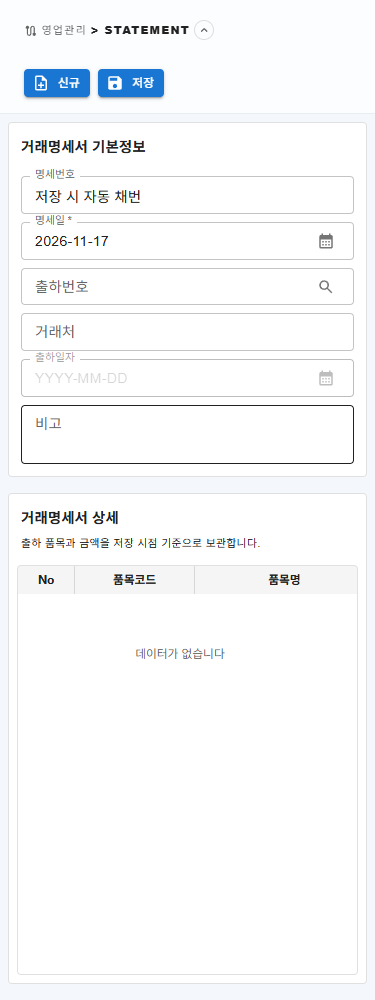 영업관리 > STATEMENT
신규 저장
거래명세서 기본정보
명세번호
저장 시 자동 채번
명세일 *
2026-11-17
출하번호
거래처
출하일자
YYYY-MM-DD
비고
거래명세서 상세
출하 품목과 금액을 저장 시점 기준으로 보관합니다.
No 품목코드 품목명
데이터가 없습니다